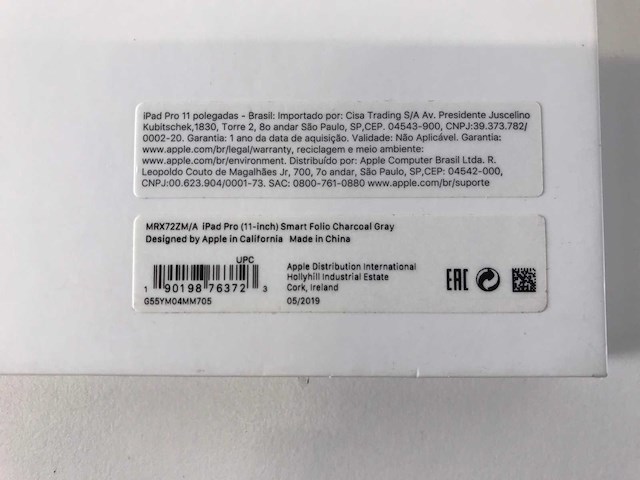 iPad Pro 11 polegadas - Brasil: Importado por: Cisa Trading S/A Av. Presidente Juscelino
Kubitschek,1830, Torre 2, 8o andar São Paulo, SP,CEP. 04543-900, CNPJ:39.373.782/
0002-20. Garantia: 1 ano da data de aquisição. Validade: Não Aplicável. Garantia:
www.apple.com/br/legal/warranty, reciclagem e meio ambiente:
www.apple.com/br/environment. Distribuído por: Apple Computer Brasil Ltda. R.
Leopoldo Couto de Magalhães Jr, 700, 7o andar, São Paulo, SP,CEP 04542-000,
CNPJ:00.623.904/0001-73. SAC: 0800-761-0880 www.apple.com/br/suporte
MRX72ZM/A iPad Pro (11-inch) Smart Folio Charcoal Gray
Designed by Apple in California Made in China
UPC
1 90198 76372 3
G55YM04MM705
Apple Distribution International
Hollyhill Industrial Estate
Cork, Ireland
05/2019
EAC